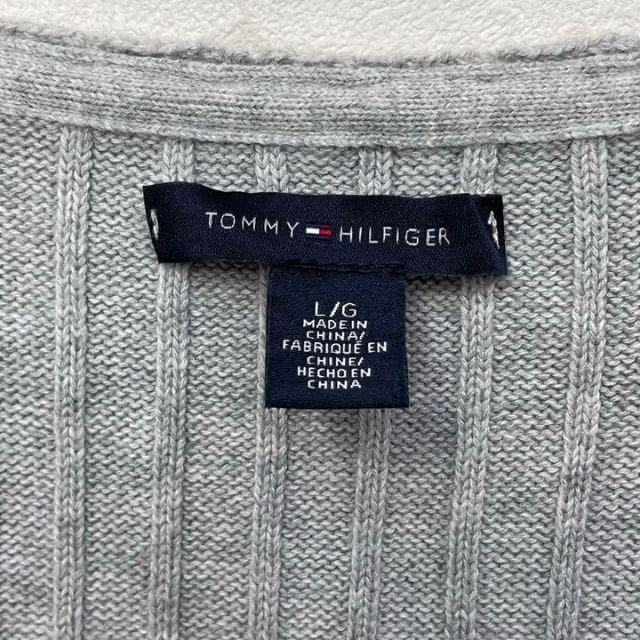 TOMMY HILFIGER
L/G
MADE IN
CHINA/
FABRIQUÉ EN
CHINE/
HECHO EN
CHINA